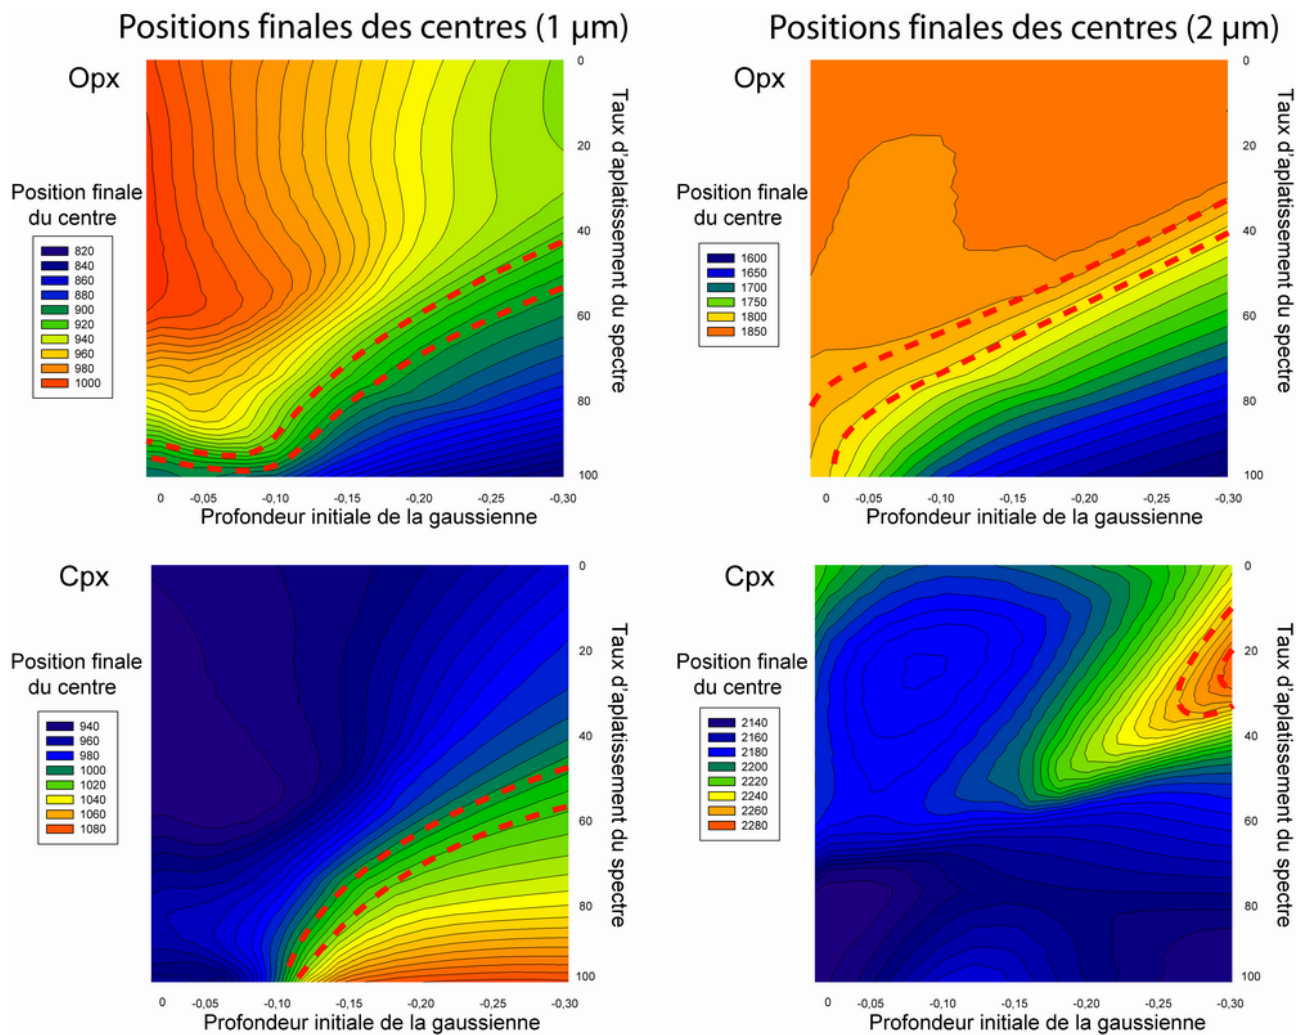 Positions finales des centres (1 µm)
Opx
Position finale
du centre
820
840
860
880
900
920
940
960
980
1000
0
20
40
60
80
100
Taux d'aplatissement du spectre
0 -0,05 -0,10 -0,15 -0,20 -0,25 -0,30
Profondeur initiale de la gaussienne
Positions finales des centres (2 µm)
Opx
Position finale
du centre
1600
1650
1700
1750
1800
1850
0
20
40
60
80
100
Taux d'aplatissement du spectre
0 -0,05 -0,10 -0,15 -0,20 -0,25 -0,30
Profondeur initiale de la gaussienne
Cpx
Position finale
du centre
940
960
980
1000
1020
1040
1060
1080
0
20
40
60
80
100
Taux d'aplatissement du spectre
0 -0,05 -0,10 -0,15 -0,20 -0,25 -0,30
Profondeur initiale de la gaussienne
Cpx
Position finale
du centre
2140
2160
2180
2200
2220
2240
2260
2280
0
20
40
60
80
100
Taux d'aplatissement du spectre
0 -0,05 -0,10 -0,15 -0,20 -0,25 -0,30
Profondeur initiale de la gaussienne